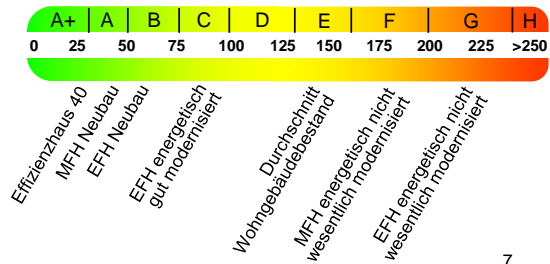 A+ A B C D E F G H
0 25 50 75 100 125 150 175 200 225 >250
Effizienzhaus 40
MFH Neubau
EFH Neubau
EFH energetisch
gut modernisiert
Durchschnitt
Wohngebäudebestand
MFH energetisch nicht
wesentlich modernisiert
EFH energetisch nicht
wesentlich modernisiert
7